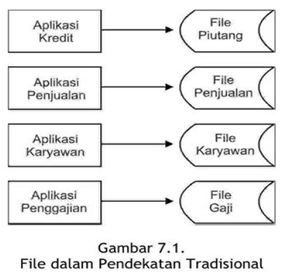 Aplikasi
Kredit
File
Piutang
Aplikasi
Penjualan
File
Penjualan
Aplikasi
Karyawan
File
Karyawan
Aplikasi
Penggajian
File
Gaji
Gambar 7.1.
File dalam Pendekatan Tradisional